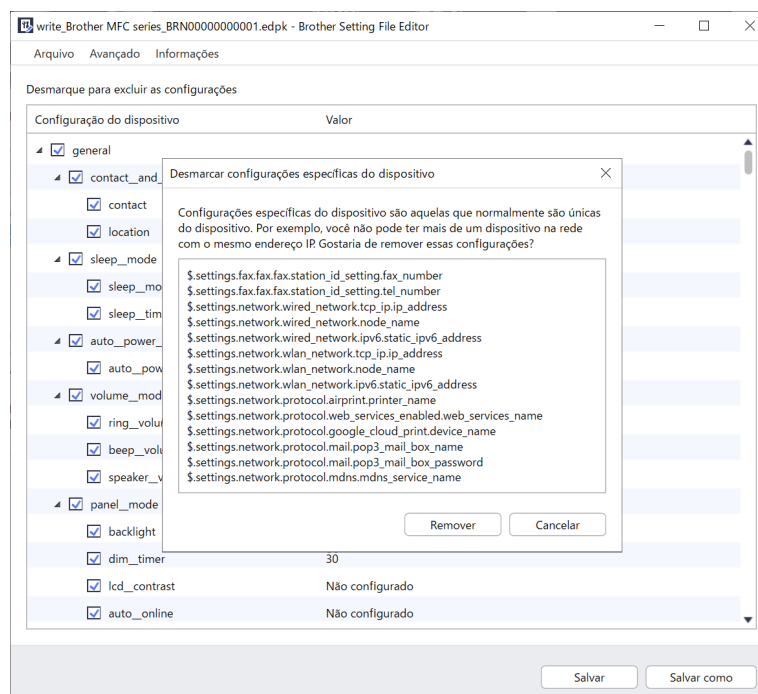 write_Brother MFC series_BRN00000000001.edpk - Brother Setting File Editor
Arquivo Avançado Informações
Desmarque para excluir as configurações
Configuração do dispositivo Valor
general
contact__and_
contact
location
sleep__mode
sleep__mo
sleep__tim
auto__power_
auto__pow
volume__mod
ring__volu
beep__volu
speaker__v
panel__mode
backlight
dim__timer 30
lcd__contrast Não configurado
auto__online Não configurado
Desmarcar configurações específicas do dispositivo
Configurações específicas do dispositivo são aquelas que normalmente são únicas
do dispositivo. Por exemplo, você não pode ter mais de um dispositivo na rede
com o mesmo endereço IP. Gostaria de remover essas configurações?
$.settings.fax.fax.fax.station_id_setting.fax_number
$.settings.fax.fax.fax.station_id_setting.tel_number
$.settings.network.wired_network.tcp_ip.ip_address
$.settings.network.wired_network.node_name
$.settings.network.wired_network.ipv6.static_ipv6_address
$.settings.network.wlan_network.tcp_ip.ip_address
$.settings.network.wlan_network.node_name
$.settings.network.wlan_network.ipv6.static_ipv6_address
$.settings.network.protocol.airprint.printer_name
$.settings.network.protocol.web_services_enabled.web_services_name
$.settings.network.protocol.google_cloud_print.device_name
$.settings.network.protocol.mail.pop3_mail_box_name
$.settings.network.protocol.mail.pop3_mail_box_password
$.settings.network.protocol.mdns.mdns_service_name
Remover Cancelar
Salvar Salvar como